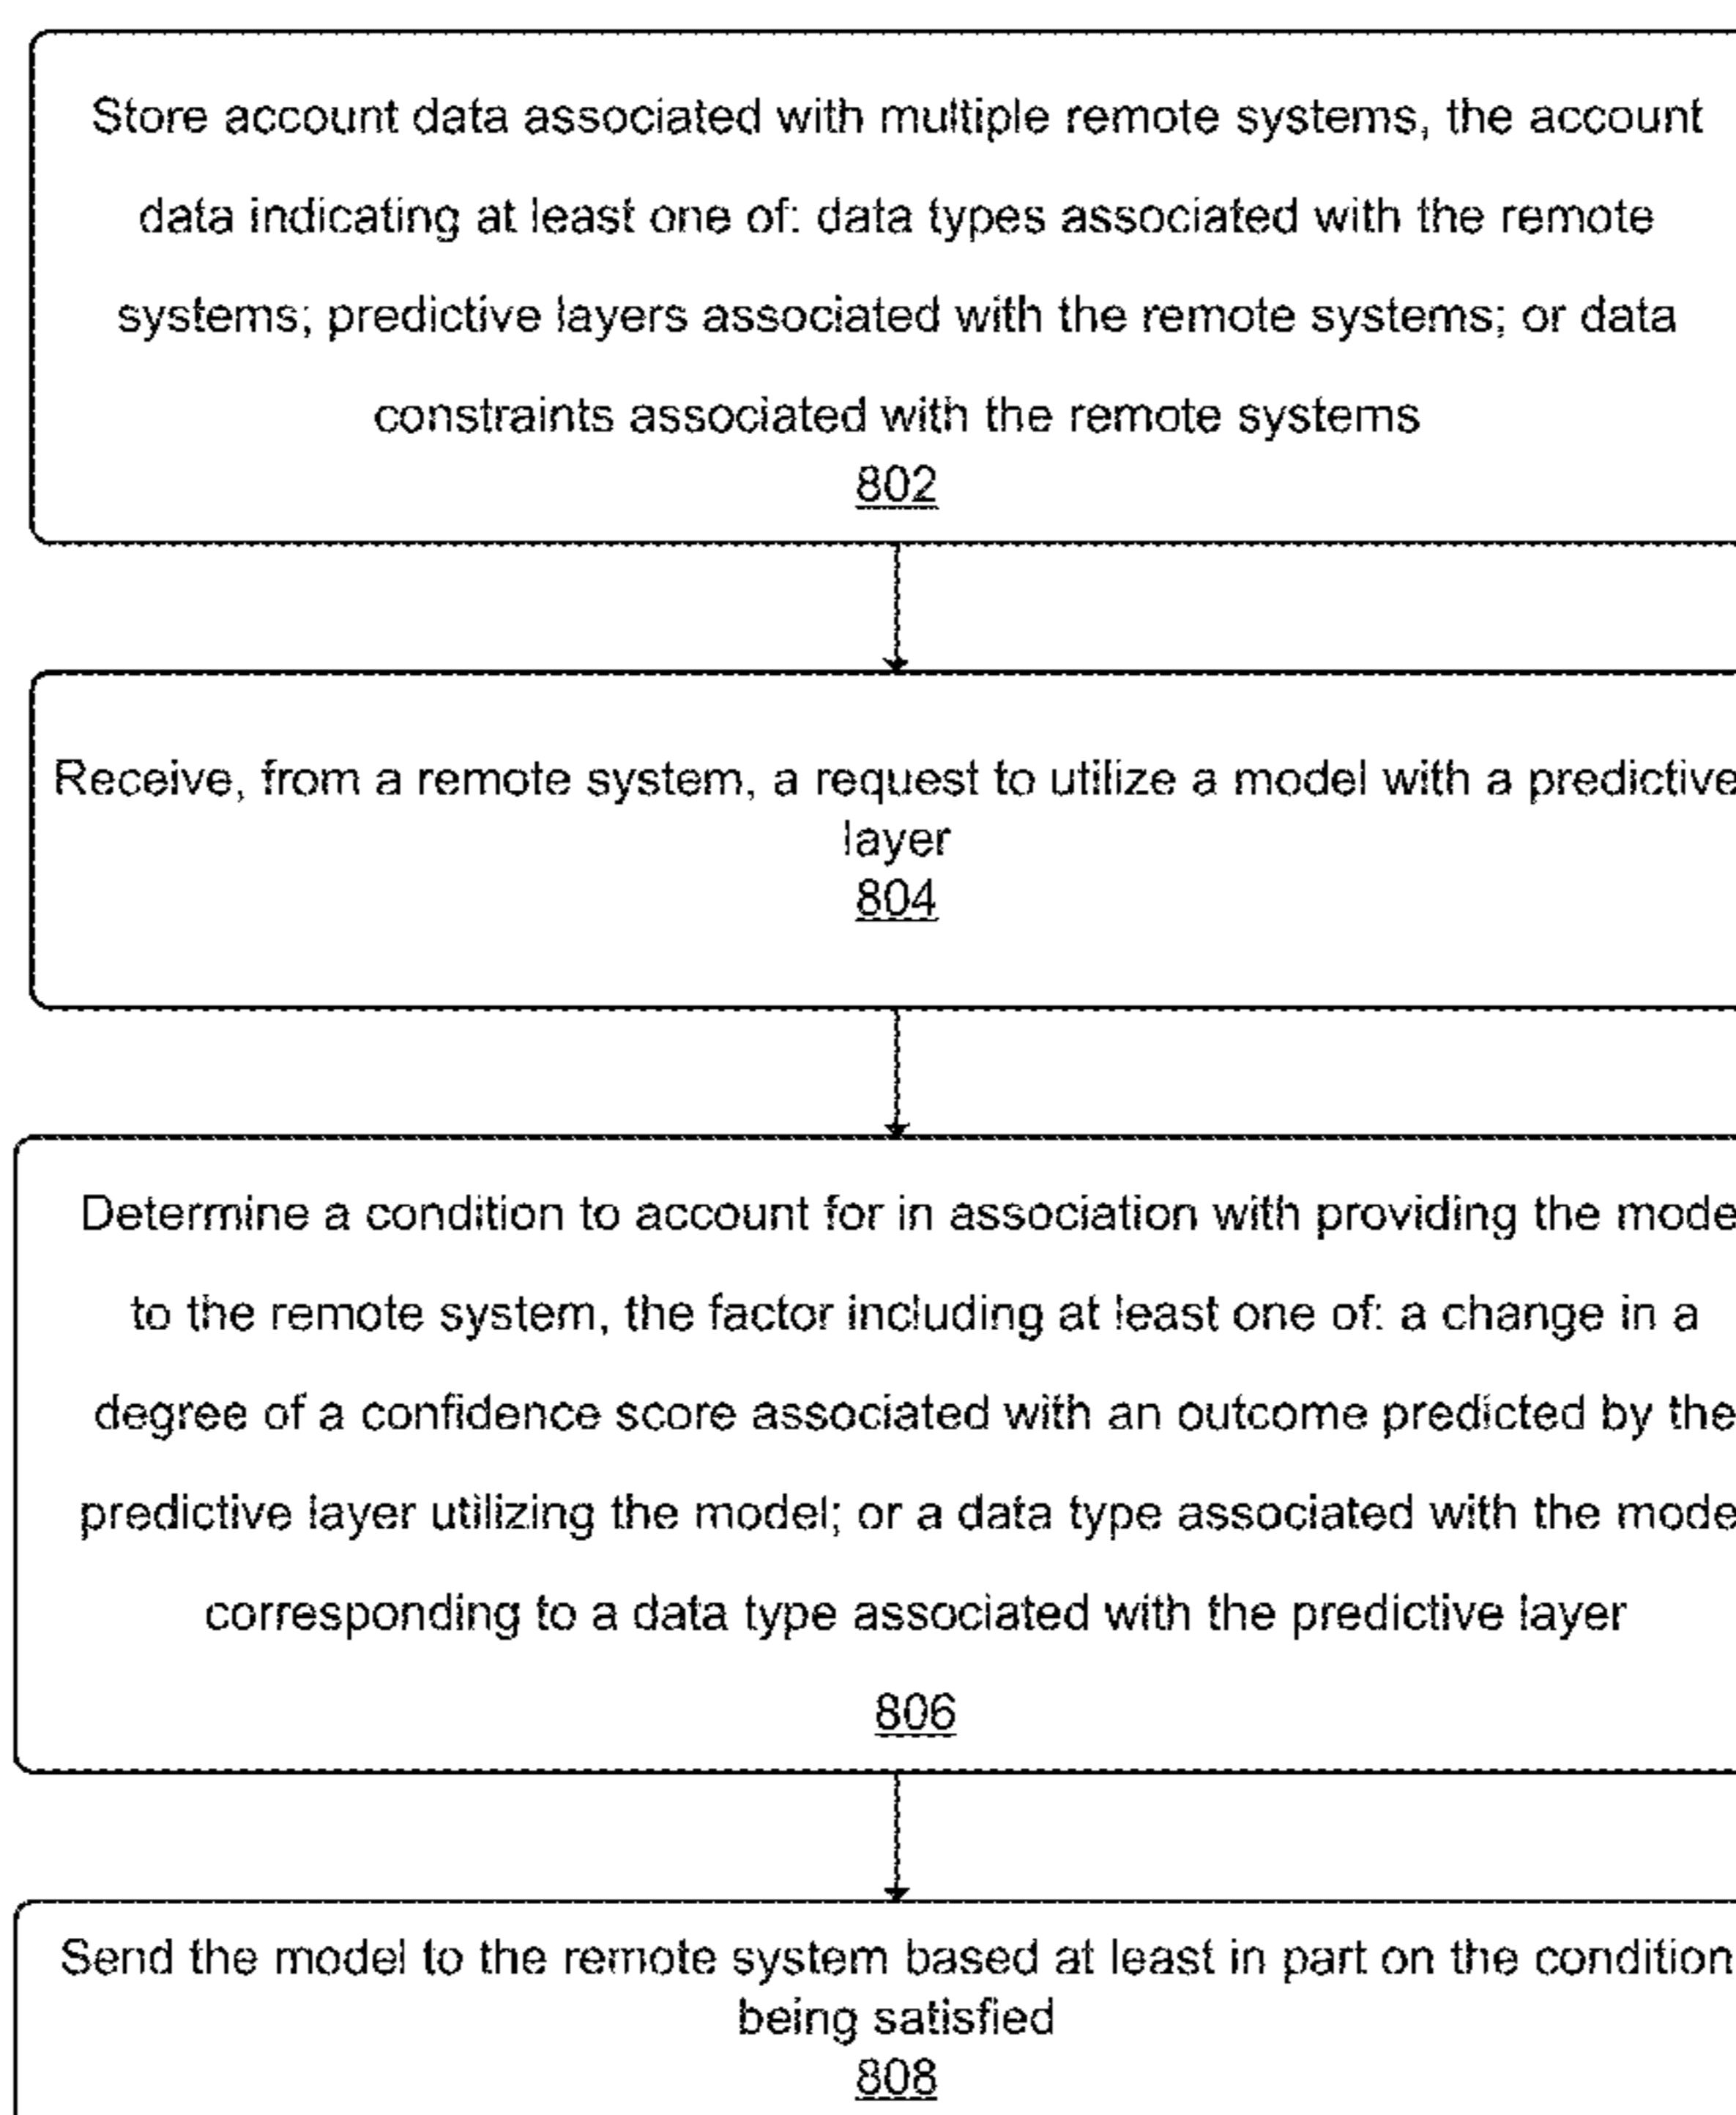 Store account data associated with multiple remote systems, the account
data indicating at least one of: data types associated with the remote
systems; predictive layers associated with the remote systems; or data
constraints associated with the remote systems
802
Receive, from a remote system, a request to utilize a model with a predictive
layer
804
Determine a condition to account for in association with providing the mode
to the remote system, the factor including at least one of: a change in a
degree of a confidence score associated with an outcome predicted by the
predictive layer utilizing the model; or a data type associated with the mode
corresponding to a data type associated with the predictive layer
806
Send the model to the remote system based at least in part on the condition
being satisfied
808